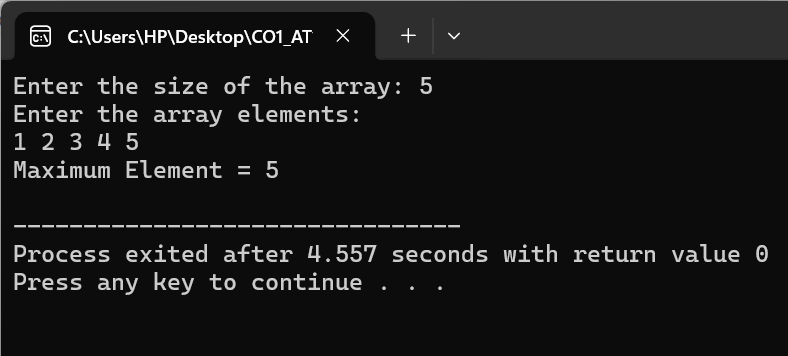 C:\Users\HP\Desktop\CO1_AT
Enter the size of the array: 5
Enter the array elements:
1 2 3 4 5
Maximum Element = 5
--------------------------------
Process exited after 4.557 seconds with return value 0
Press any key to continue . . .